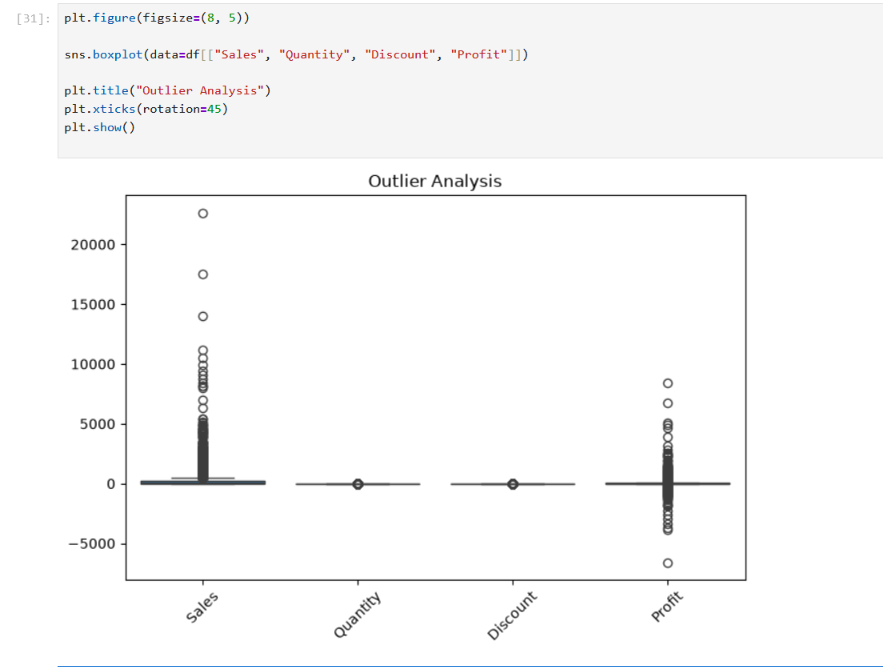 [31]: plt.figure(figsize=(8, 5))
sns.boxplot(data=df[["Sales", "Quantity", "Discount", "Profit"]])
plt.title("Outlier Analysis")
plt.xticks(rotation=45)
plt.show()
Outlier Analysis
20000
15000
10000
5000
0
−5000
Sales
Quantity
Discount
Profit